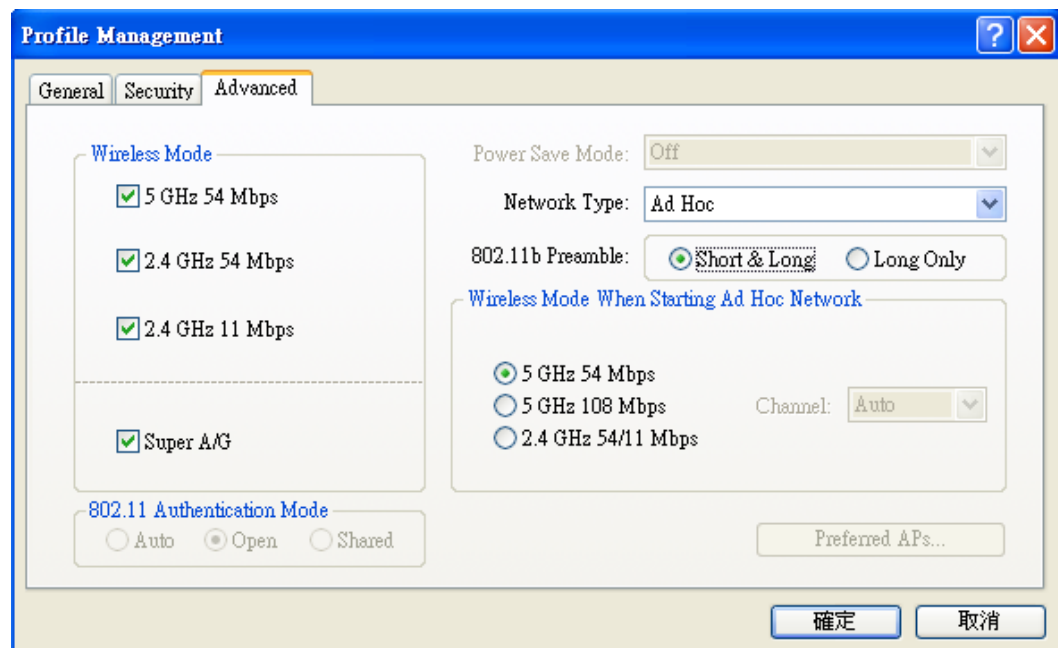 Profile Management
General Security Advanced
Wireless Mode
5 GHz 54 Mbps
2.4 GHz 54 Mbps
2.4 GHz 11 Mbps
Super A/G
802.11 Authentication Mode
Auto Open Shared
Power Save Mode: Off
Network Type: Ad Hoc
802.11b Preamble: Short & Long Long Only
Wireless Mode When Starting Ad Hoc Network
5 GHz 54 Mbps
5 GHz 108 Mbps
2.4 GHz 54/11 Mbps
Channel: Auto
Preferred APs...
確定 取消